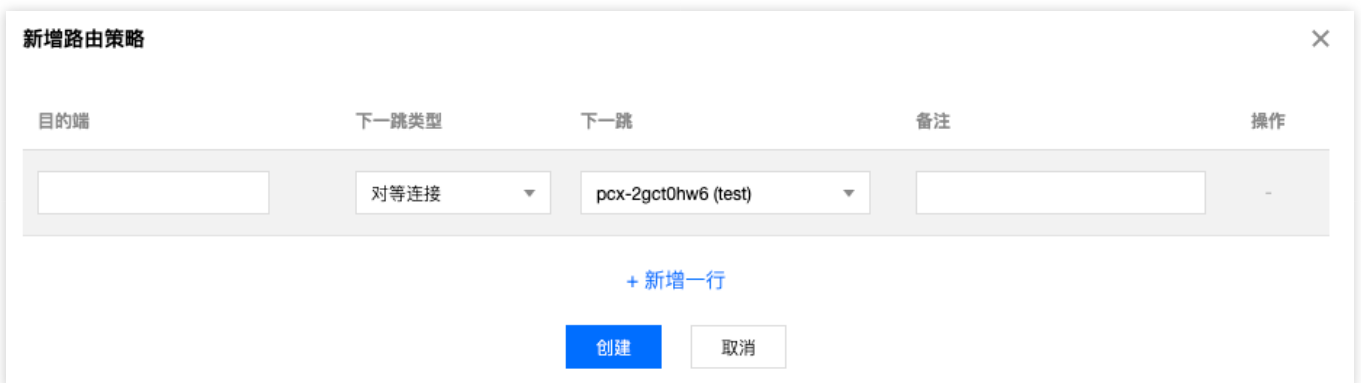 新增路由策略
目的端 下一跳类型 下一跳 备注 操作
对等连接 pcx-2gct0hw6 (test) -
+ 新增一行
创建 取消